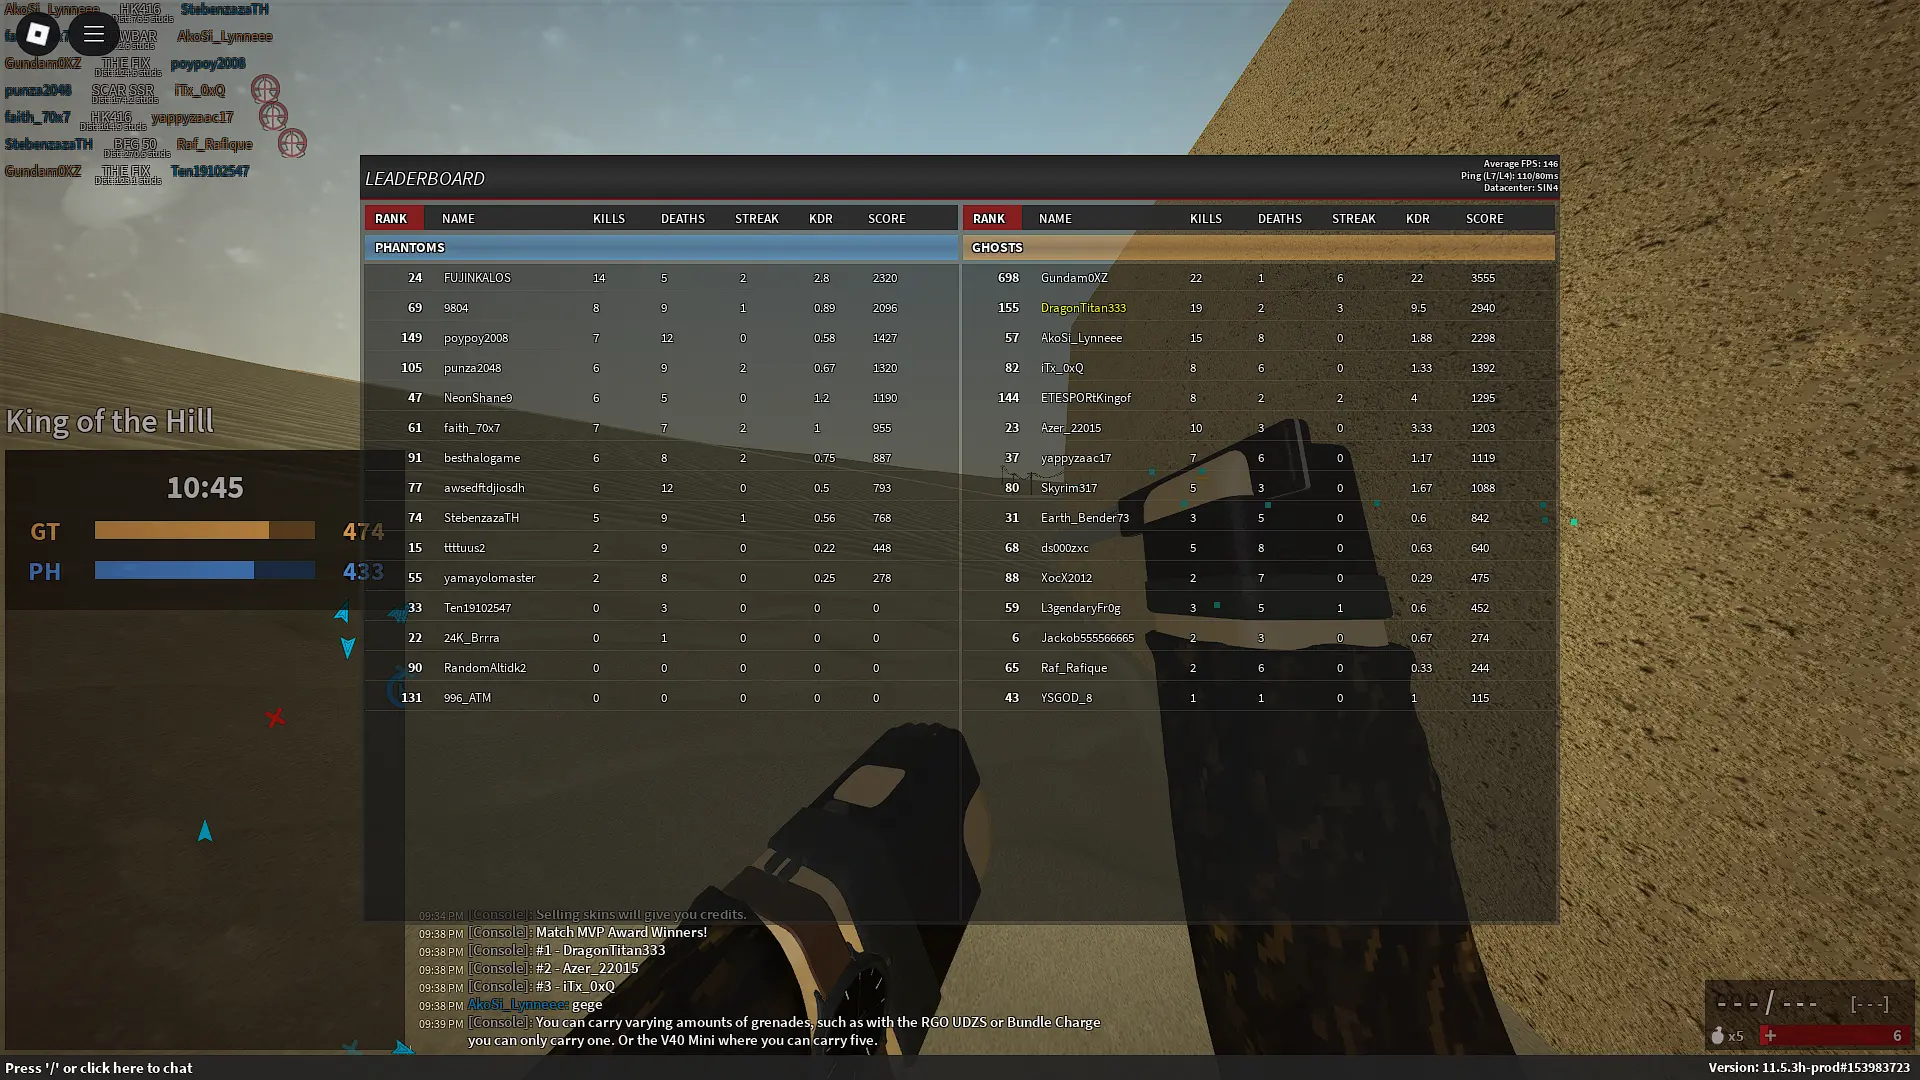 AkoSi_Lynneee HK416 StebenzazaTH
Dist:78.5 studs
AkoSi_Lynneee
Gundam0XZ THE FIX poypoy2008
Dist:124.6 studs
punza2048 SCAR SSR iTx_0xQ
Dist:174.2 studs
faith_70x7 HK416 yappyzaac17
StebenzazaTH BFG 50 Raf_Rafique
Dist:270.6 studs
Gundam0XZ THE FIX Ten19102547
Dist:123.1 studs
LEADERBOARD
Average FPS: 146
Ping (L7/L4): 110/80ms
Datacenter: SIN4
RANK NAME KILLS DEATHS STREAK KDR SCORE
PHANTOMS
24 FUJINKALOS 14 5 2 2.8 2320
69 9804 8 9 1 0.89 2096
149 poypoy2008 7 12 0 0.58 1427
105 punza2048 6 9 2 0.67 1320
47 NeonShane9 6 5 0 1.2 1190
61 faith_70x7 7 7 2 1 955
91 besthalogame 6 8 2 0.75 887
77 awsedftdjiosdh 6 12 0 0.5 793
74 StebenzazaTH 5 9 1 0.56 768
15 ttttuus2 2 9 0 0.22 448
55 yamayolomaster 2 8 0 0.25 278
33 Ten19102547 0 3 0 0 0
22 24K_Brrra 0 1 0 0 0
90 RandomAltidk2 0 0 0 0 0
131 996_ATM 0 0 0 0 0
RANK NAME KILLS DEATHS STREAK KDR SCORE
GHOSTS
698 Gundam0XZ 22 1 6 22 3555
155 DragonTitan333 19 2 3 9.5 2940
57 AkoSi_Lynneee 15 8 0 1.88 2298
82 iTx_0xQ 8 6 0 1.33 1392
144 ETESPORtKingof 8 2 2 4 1295
23 Azer_22015 10 3 0 3.33 1203
37 yappyzaac17 7 6 0 1.17 1119
80 Skyrim317 5 3 0 1.67 1088
31 Earth_Bender73 3 5 0 0.6 842
68 ds000zxc 5 8 0 0.63 640
88 XocX2012 2 7 0 0.29 475
59 L3gendaryFr0g 3 5 1 0.6 452
6 Jackob555566665 2 3 0 0.67 274
65 Raf_Rafique 2 6 0 0.33 244
43 YSGOD_8 1 1 0 1 115
King of the Hill
10:45
GT 474
PH 433
09:34 PM [Console]: Selling skins will give you credits.
09:38 PM [Console]: Match MVP Award Winners!
09:38 PM [Console]: #1 - DragonTitan333
09:38 PM [Console]: #2 - Azer_22015
09:38 PM [Console]: #3 - iTx_0xQ
09:38 PM AkoSi_Lynneee: gege
09:39 PM [Console]: You can carry varying amounts of grenades, such as with the RGO UDZS or Bundle Charge
you can only carry one. Or the V40 Mini where you can carry five.
--- / --- [---]
x5 + 6
Press '/' or click here to chat
Version: 11.5.3h-prod#153983723